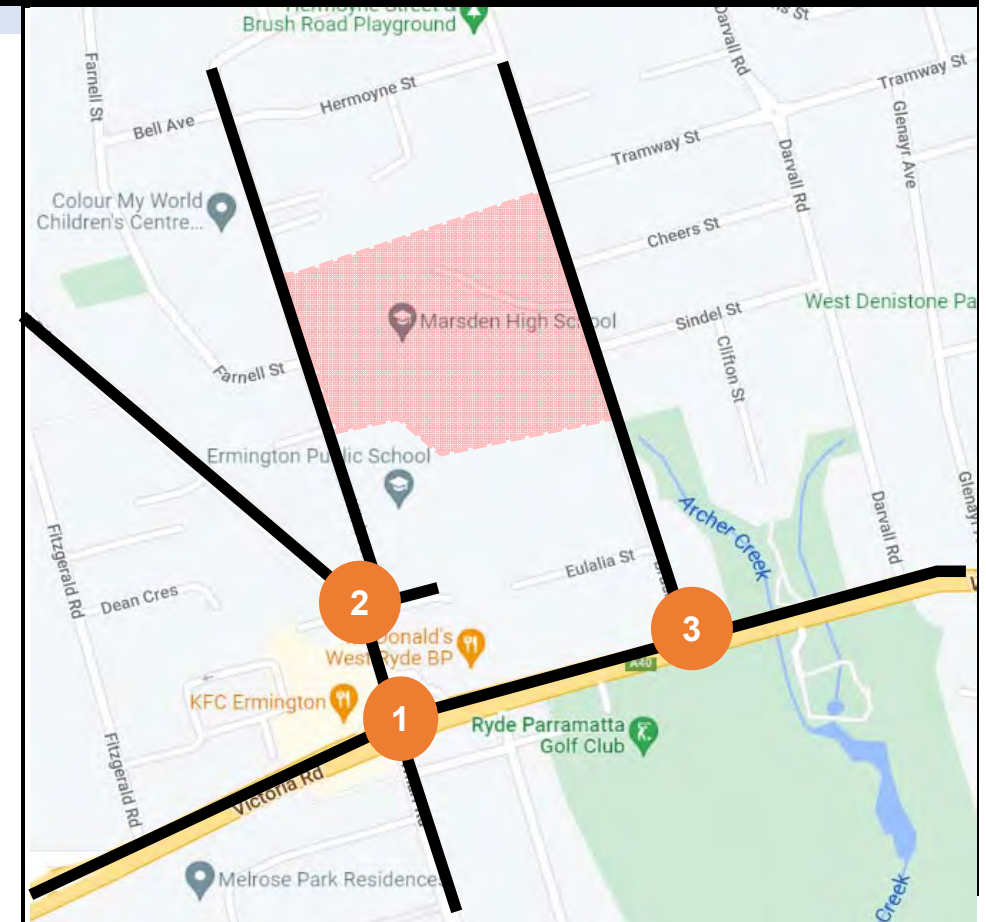 Brush Road Playground
Darvall Rd
Farnell St
Tramway St
Hermoyne St
Bell Ave
Glenayr Ave
Tramway St
Darvall Rd
Colour My World
Children's Centre...
Cheers St
West Denistone Pa
Marsden High School
Sindel St
Clifton St
Farnell St
Ermington Public School
Archer Creek
Darvall Rd
Fitzgerald Rd
Eulalia St
Dean Cres
2
3
onald's
West Ryde BP
A40
KFC Ermington
1
Ryde Parramatta
Golf Club
Fitzgerald Rd
Victoria Rd
Melrose Park Residence
Creek